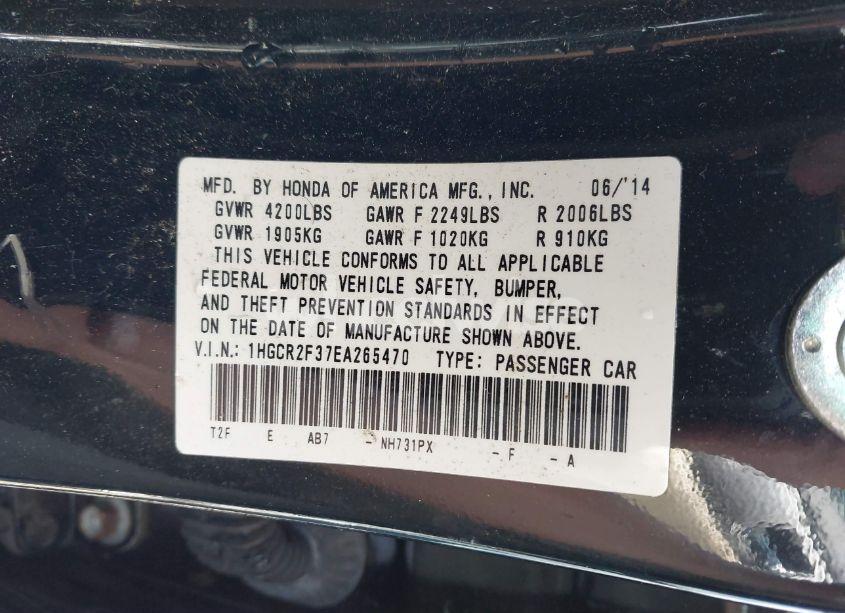 MFD. BY HONDA OF AMERICA MFG., INC. 06/'14
GVWR 4200LBS GAWR F 2249LBS R 2006LBS
GVWR 1905KG GAWR F 1020KG R 910KG
THIS VEHICLE CONFORMS TO ALL APPLICABLE
FEDERAL MOTOR VEHICLE SAFETY, BUMPER,
AND THEFT PREVENTION STANDARDS IN EFFECT
ON THE DATE OF MANUFACTURE SHOWN ABOVE.
V.I.N.: 1HGCR2F37EA265470 TYPE: PASSENGER CAR
T2F E AB7 - NH731PX - F - A